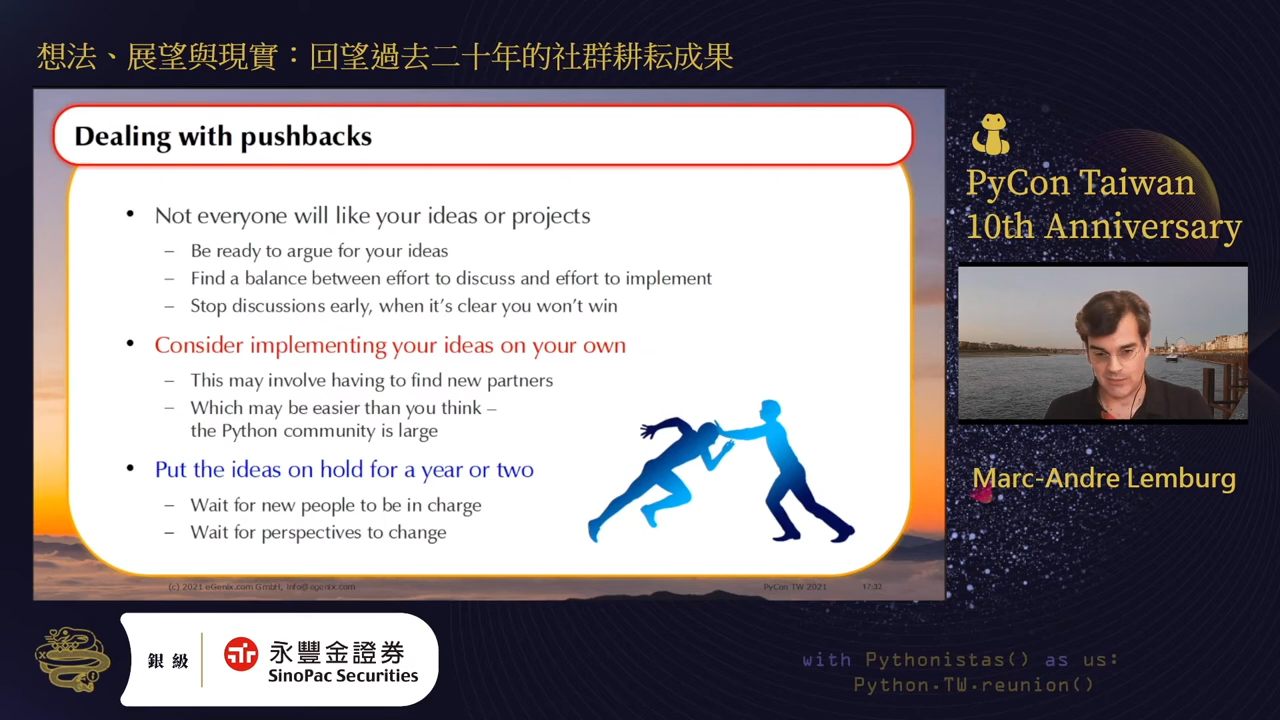 想法、展望與現實：回望過去二十年的社群耕耘成果
Dealing with pushbacks
• Not everyone will like your ideas or projects
– Be ready to argue for your ideas
– Find a balance between effort to discuss and effort to implement
– Stop discussions early, when it's clear you won't win
• Consider implementing your ideas on your own
– This may involve having to find new partners
– Which may be easier than you think –
the Python community is large
• Put the ideas on hold for a year or two
– Wait for new people to be in charge
– Wait for perspectives to change
(c) 2021 eGenix.com GmbH, info@egenix.com
PyCon TW 2021
17:32
PyCon Taiwan
10th Anniversary
Marc-Andre Lemburg
銀級
永豐金證券
SinoPac Securities
with Pythonistas() as us:
Python.TW.reunion()